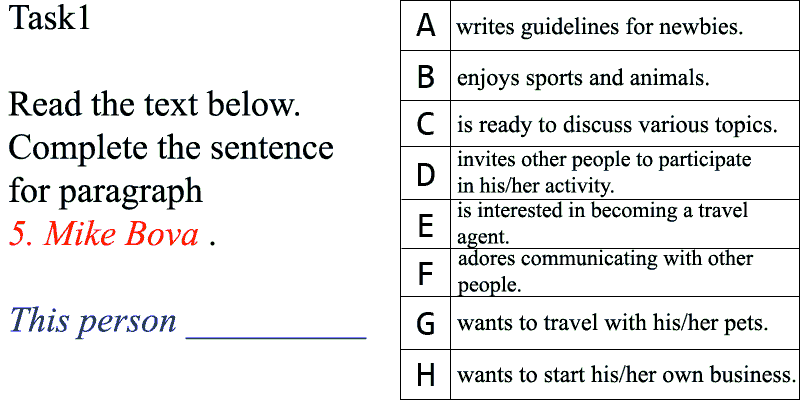 Task1
Read the text below.
Complete the sentence
for paragraph
5. Mike Bova .
This person __________
A writes guidelines for newbies.
B enjoys sports and animals.
C is ready to discuss various topics.
D invites other people to participate
in his/her activity.
E is interested in becoming a travel
agent.
F adores communicating with other
people.
G wants to travel with his/her pets.
H wants to start his/her own business.